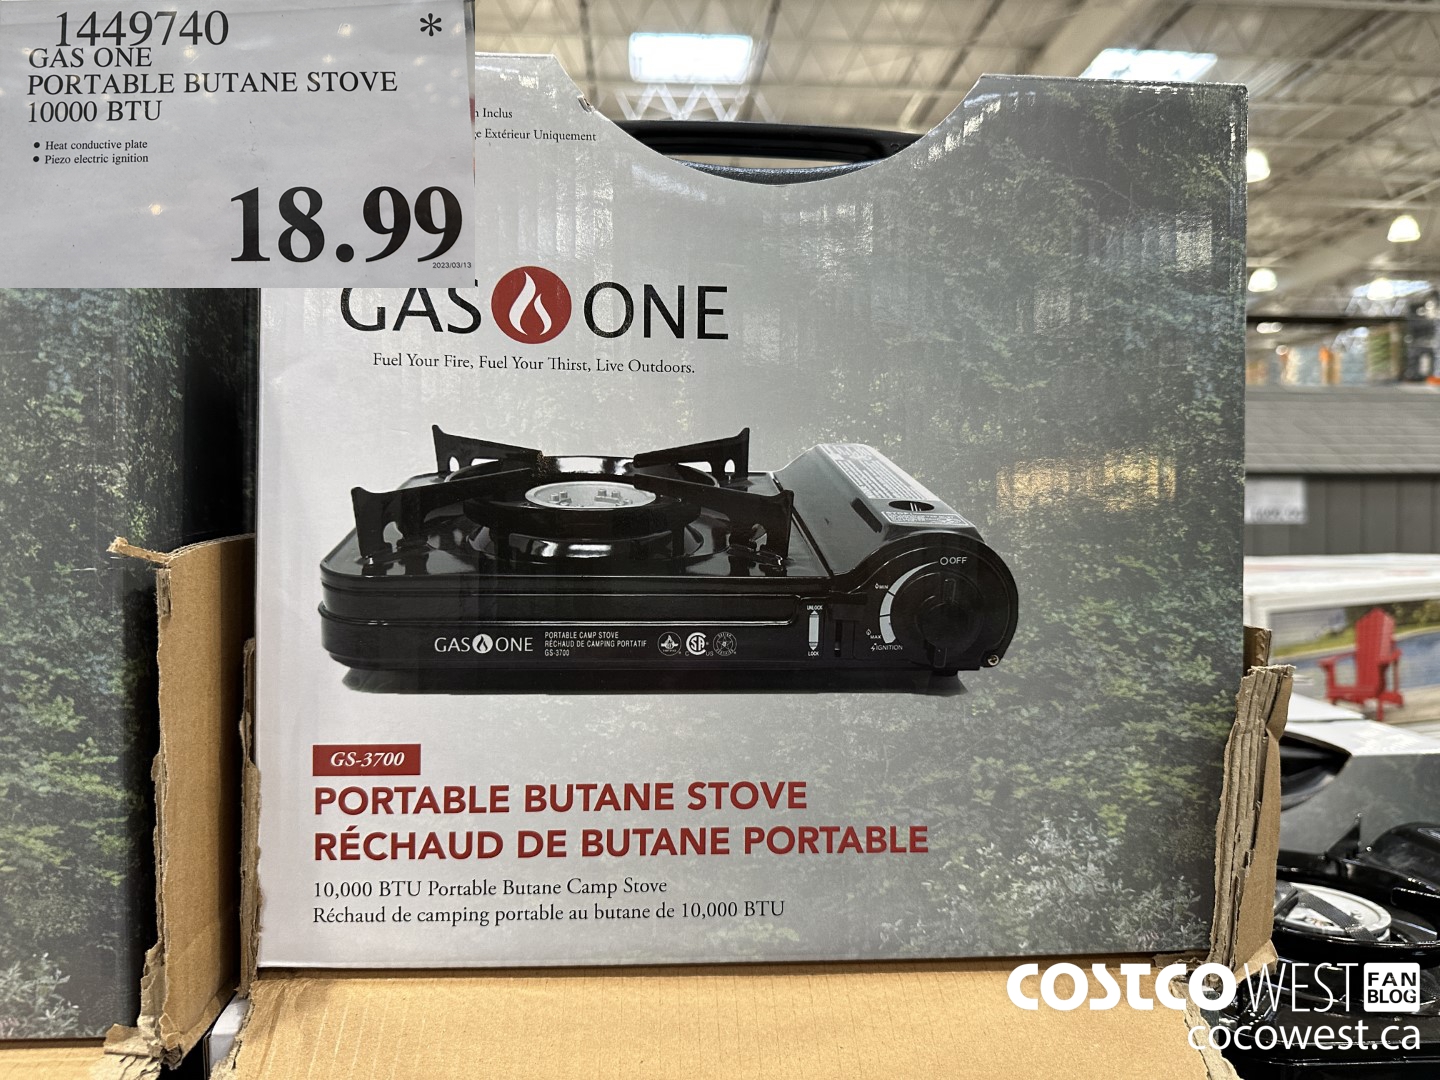 1449740 *
GAS ONE
PORTABLE BUTANE STOVE
10000 BTU
• Heat conductive plate
• Piezo electric ignition
18.99
2023/03/13
Inclus
Extérieur Uniquement
GAS ONE
Fuel Your Fire, Fuel Your Thirst, Live Outdoors.
OFF
MIN
UNLOCK
MAX
IGNITION
LOCK
GAS ONE
PORTABLE CAMP STOVE
RÉCHAUD DE CAMPING PORTATIF
GS-3700
GS-3700
PORTABLE BUTANE STOVE
RÉCHAUD DE BUTANE PORTABLE
10,000 BTU Portable Butane Camp Stove
Réchaud de camping portable au butane de 10,000 BTU
COSTCO WEST FAN BLOG
cocowest.ca